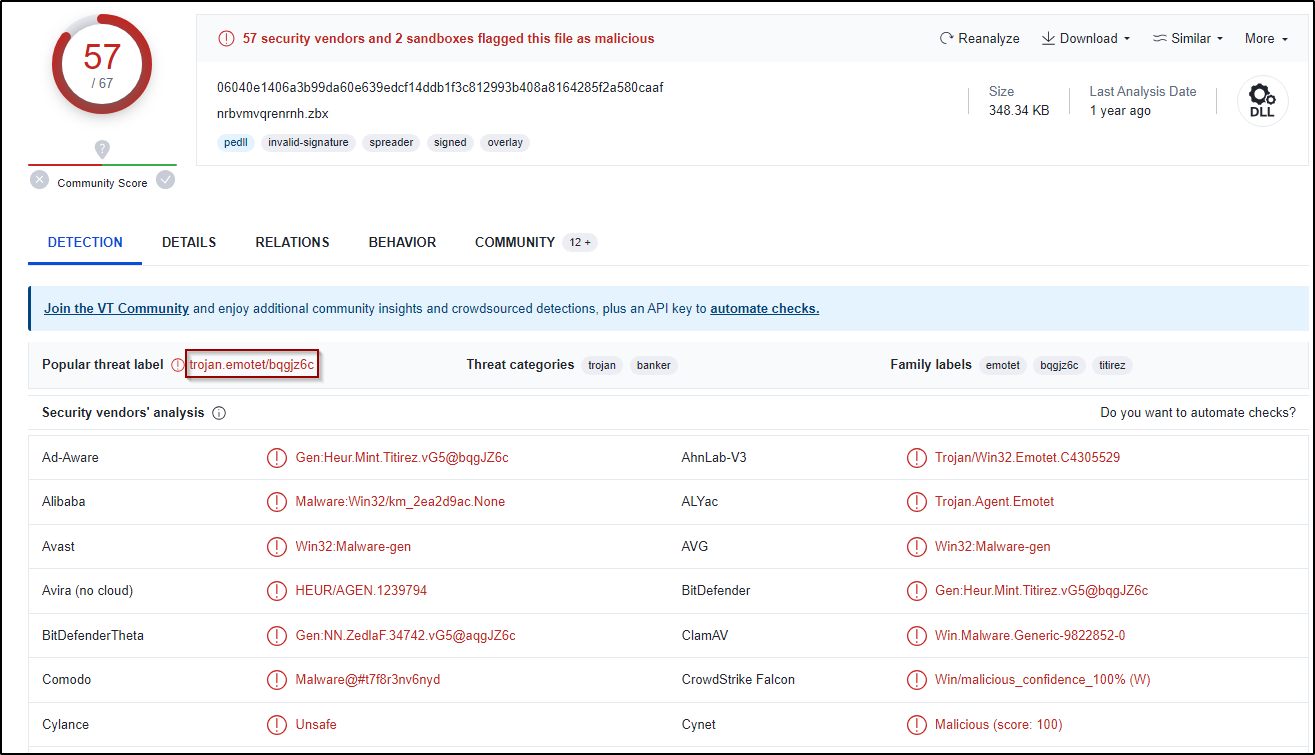 57
/ 67
?
Community Score
57 security vendors and 2 sandboxes flagged this file as malicious
Reanalyze Download Similar More
06040e1406a3b99da60e639edcf14ddb1f3c812993b408a8164285f2a580caaf
nrbvmvqrenrnh.zbx
pedll invalid-signature spreader signed overlay
Size
348.34 KB
Last Analysis Date
1 year ago
DLL
DETECTION DETAILS RELATIONS BEHAVIOR COMMUNITY 12 +
Join the VT Community and enjoy additional community insights and crowdsourced detections, plus an API key to automate checks.
Popular threat label trojan.emotet/bqgjz6c Threat categories trojan banker Family labels emotet bqgjz6c titirez
Security vendors' analysis Do you want to automate checks?
Ad-Aware Gen:Heur.Mint.Titirez.vG5@bqgJZ6c AhnLab-V3 Trojan/Win32.Emotet.C4305529
Alibaba Malware:Win32/km_2ea2d9ac.None ALYac Trojan.Agent.Emotet
Avast Win32:Malware-gen AVG Win32:Malware-gen
Avira (no cloud) HEUR/AGEN.1239794 BitDefender Gen:Heur.Mint.Titirez.vG5@bqgJZ6c
BitDefenderTheta Gen:NN.ZedlaF.34742.vG5@aqgJZ6c ClamAV Win.Malware.Generic-9822852-0
Comodo Malware@#t7f8r3nv6nyd CrowdStrike Falcon Win/malicious_confidence_100% (W)
Cylance Unsafe Cynet Malicious (score: 100)